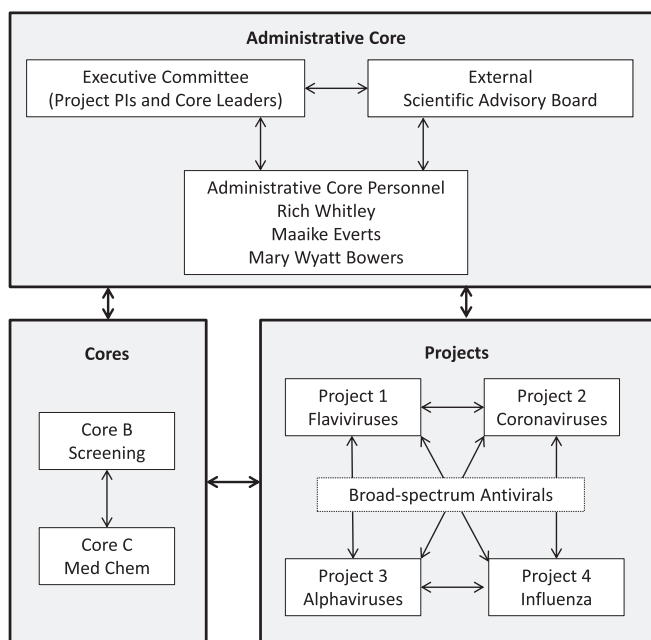 Administrative Core
Executive Committee
(Project PIs and Core Leaders)
External
Scientific Advisory Board
Administrative Core Personnel
Rich Whitley
Maaike Everts
Mary Wyatt Bowers
Cores
Core B
Screening
Core C
Med Chem
Projects
Project 1
Flaviviruses
Project 2
Coronaviruses
Broad-spectrum Antivirals
Project 3
Alphaviruses
Project 4
Influenza